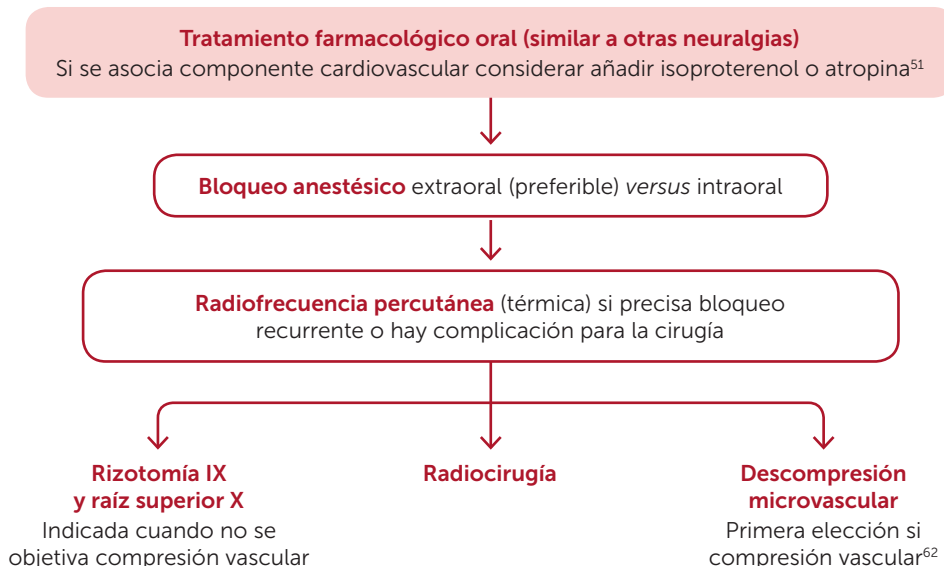 Tratamiento farmacológico oral (similar a otras neuralgias)
Si se asocia componente cardiovascular considerar añadir isoproterenol o atropina⁵¹
Bloqueo anestésico extraoral (preferible) versus intraoral
Radiofrecuencia percutánea (térmica) si precisa bloqueo
recurrente o hay complicación para la cirugía
Rizotomía IX
y raíz superior X
Indicada cuando no se
objetiva compresión vascular
Radiocirugía
Descompresión
microvascular
Primera elección si
compresión vascular⁶²